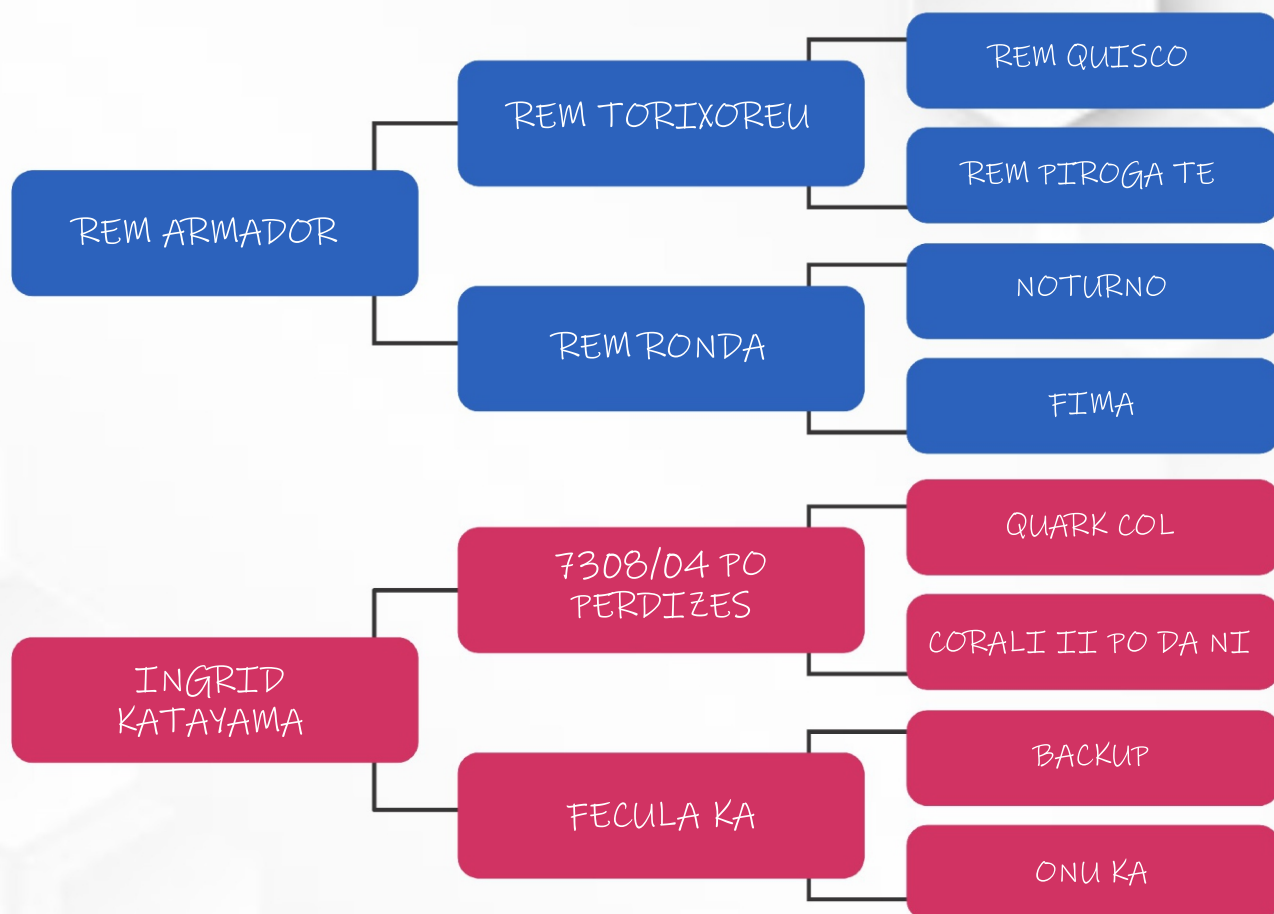 REM ARMADOR
REM TORIXOREU
REM RONDA
REM QUISCO
REM PIROGA TE
NOTURNO
FIMA
INGRID
KATAYAMA
7308/04 PO
PERDIZES
FECULA KA
QUARK COL
CORALI II PO DA NI
BACKUP
ONU KA